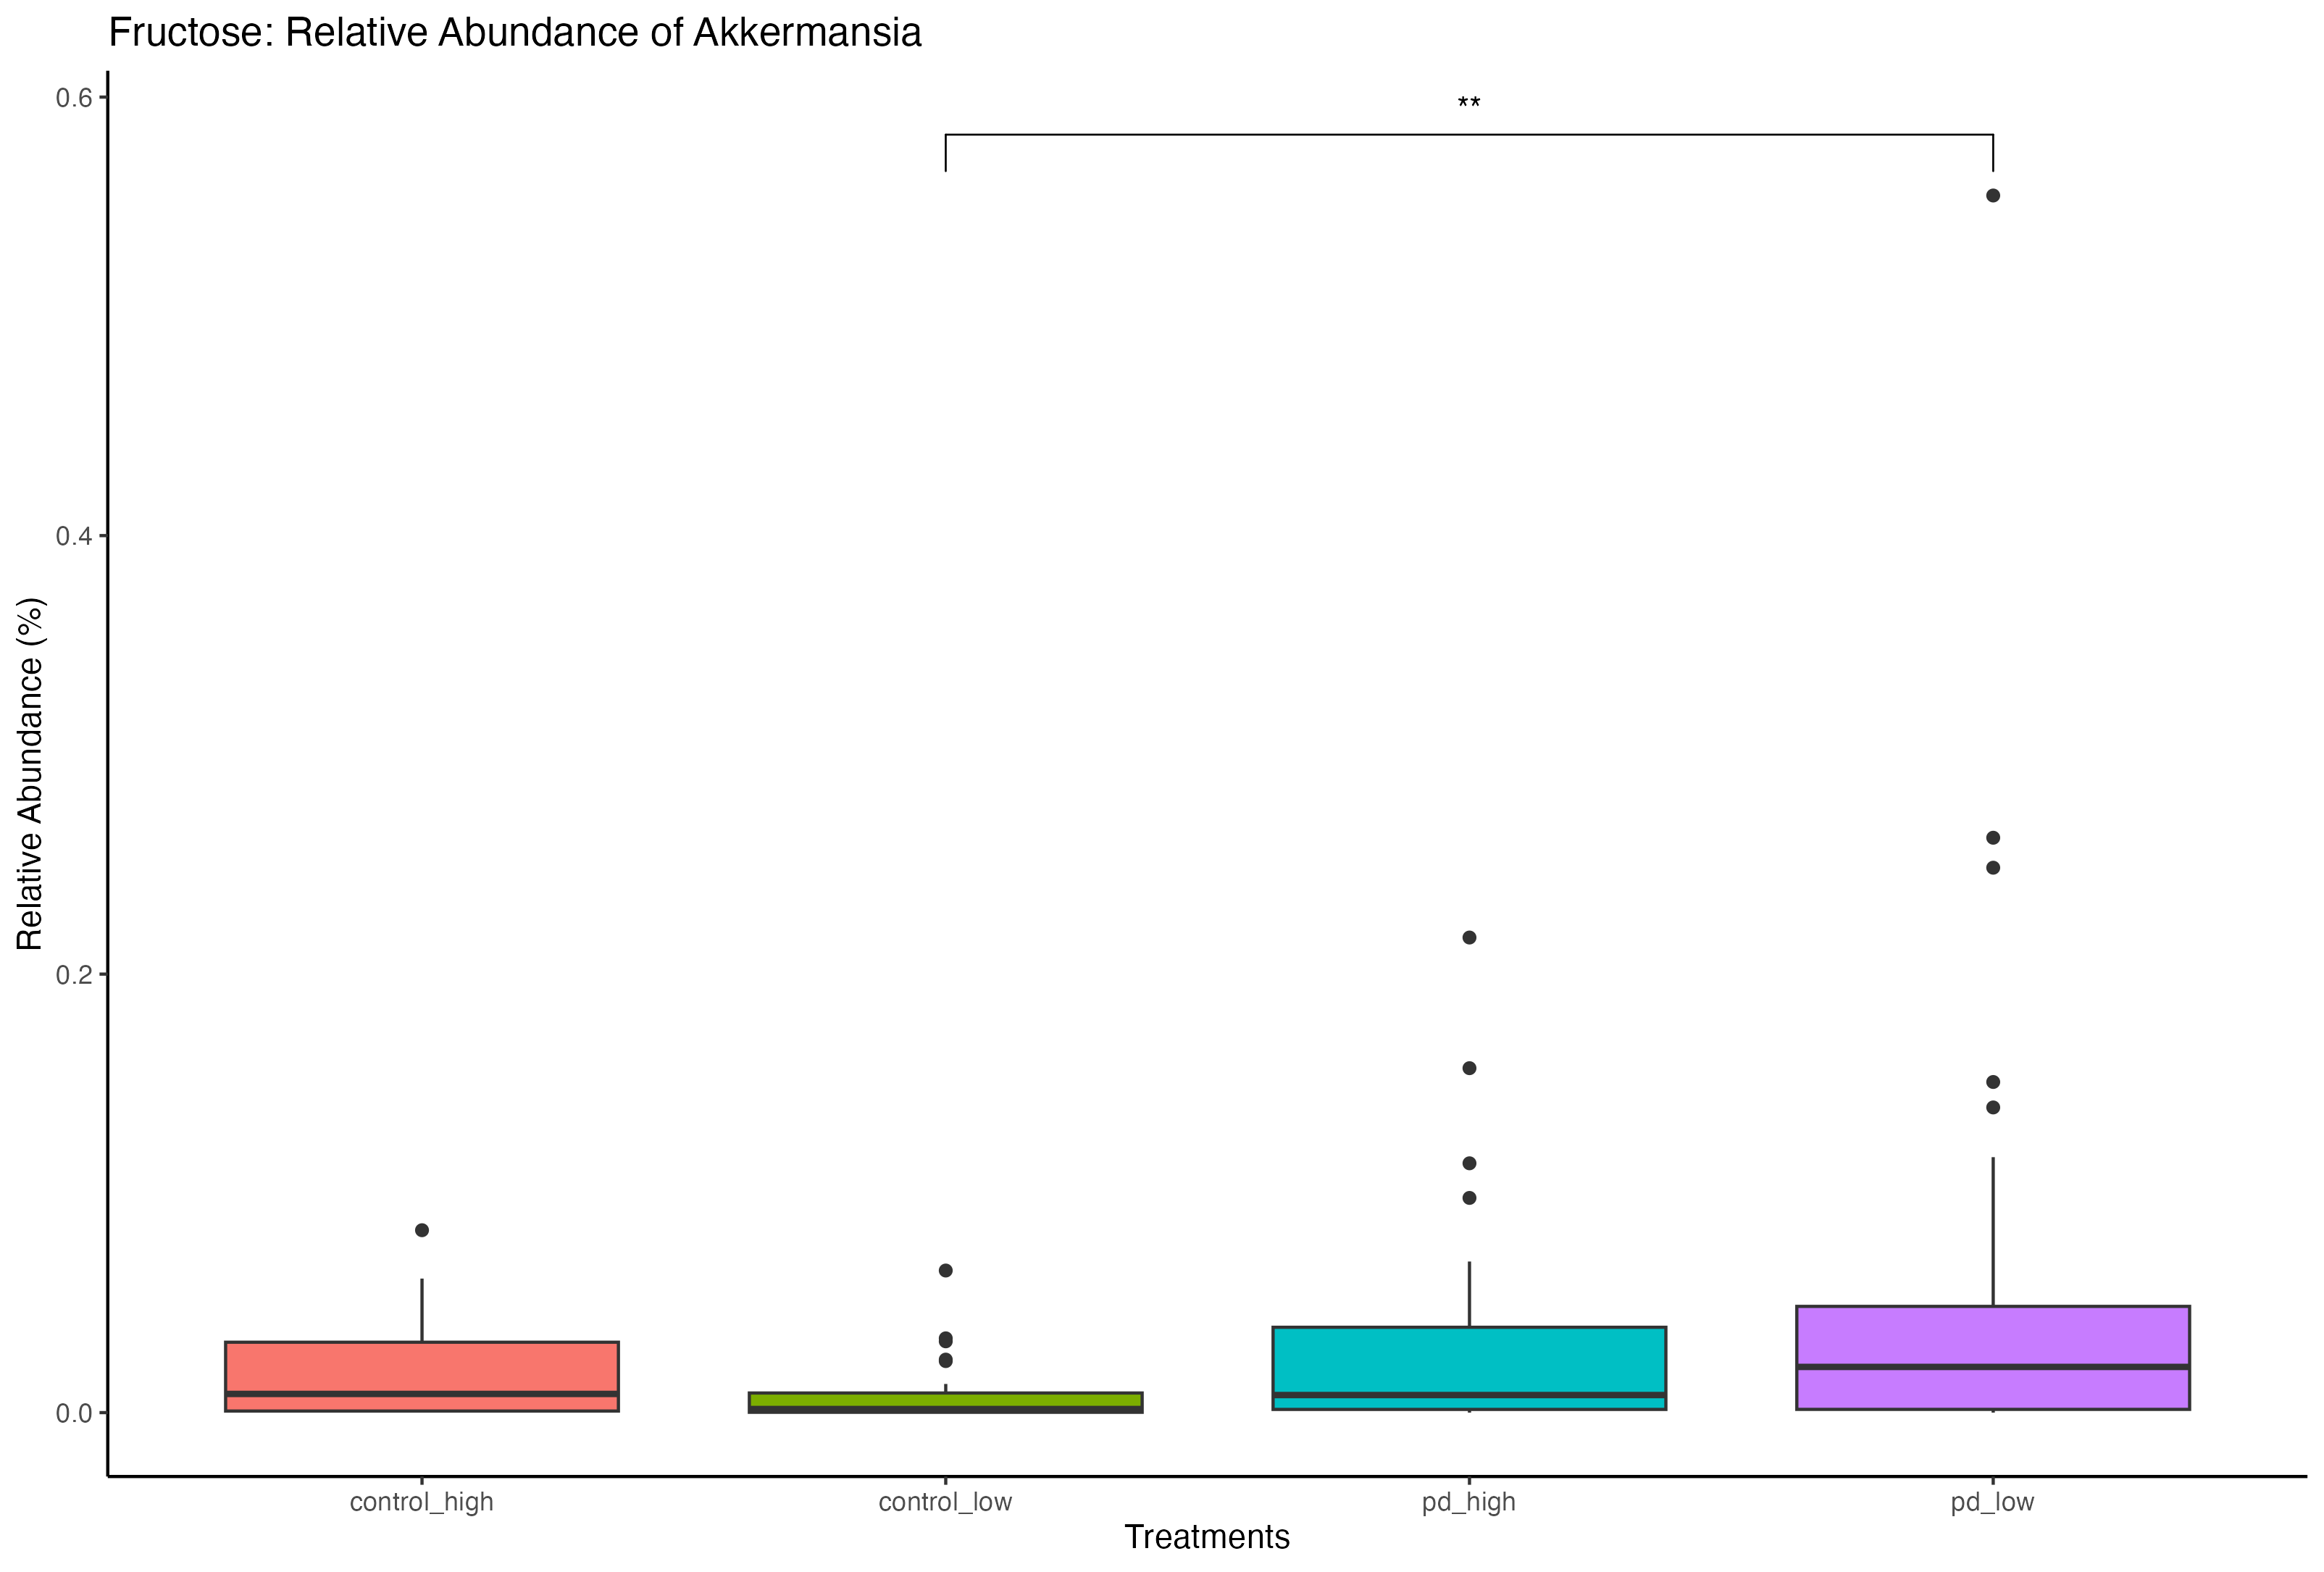 Fructose: Relative Abundance of Akkermansia
0.6
**
0.4
Relative Abundance (%)
0.2
0.0
control_high
control_low
pd_high
pd_low
Treatments